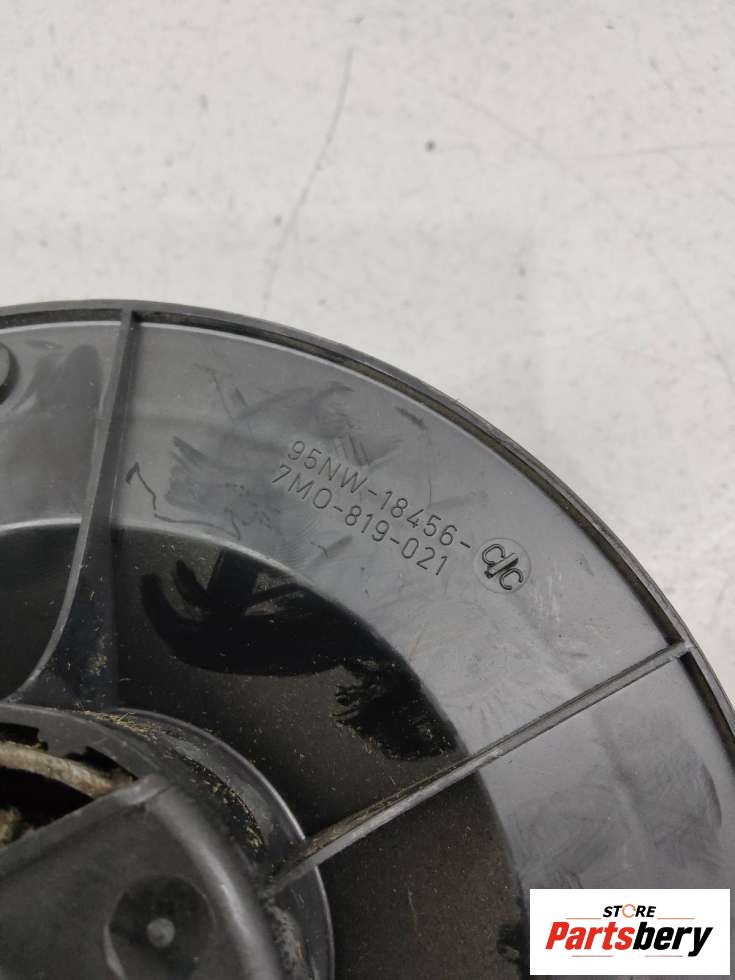 95NW-18456-C/C
7M0-819-021
STORE
Partsbery